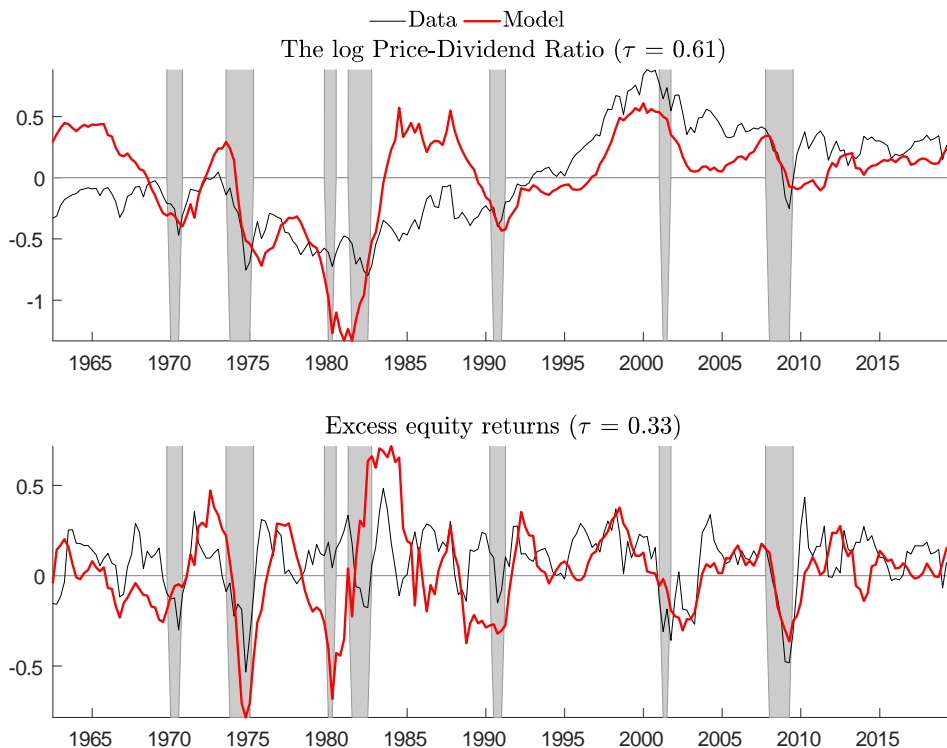 Data Model
The log Price-Dividend Ratio (τ = 0.61)
0.5
0
-0.5
-1
1965 1970 1975 1980 1985 1990 1995 2000 2005 2010 2015
Excess equity returns (τ = 0.33)
0.5
0
-0.5
1965 1970 1975 1980 1985 1990 1995 2000 2005 2010 2015